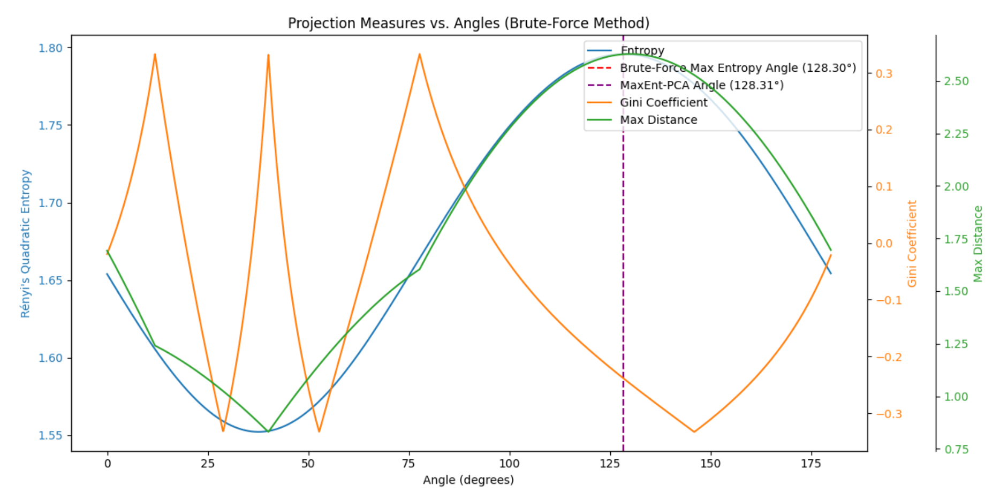 Projection Measures vs. Angles (Brute-Force Method)
Entropy
Brute-Force Max Entropy Angle (128.30°)
MaxEnt-PCA Angle (128.31°)
Gini Coefficient
Max Distance
Rényi's Quadratic Entropy
1.80
1.75
1.70
1.65
1.60
1.55
0
25
50
75
100
125
150
175
Angle (degrees)
0.3
0.2
0.1
0.0
−0.1
−0.2
−0.3
Gini Coefficient
2.50
2.25
2.00
1.75
1.50
1.25
1.00
0.75
Max Distance